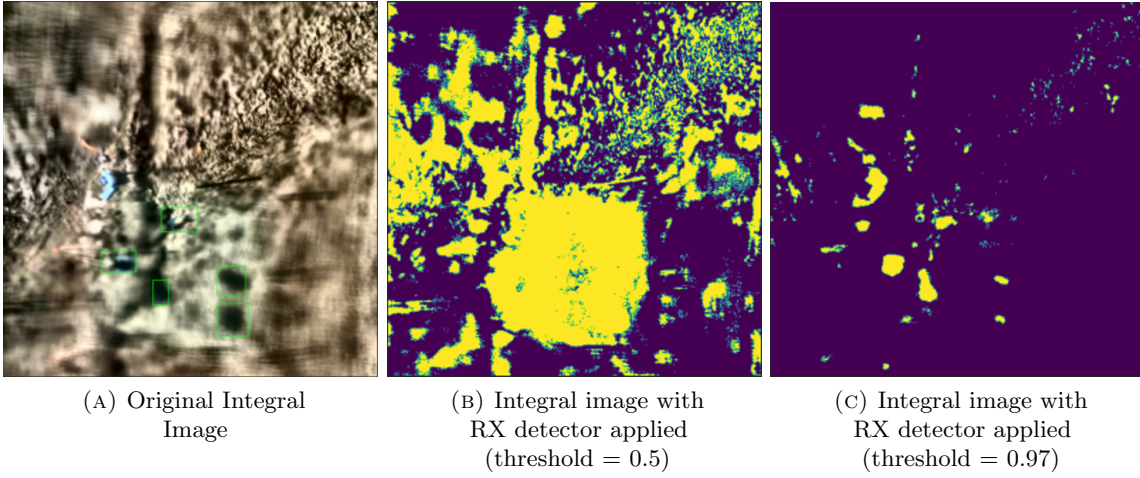 (A) Original Integral
Image
(B) Integral image with
RX detector applied
(threshold = 0.5)
(C) Integral image with
RX detector applied
(threshold = 0.97)